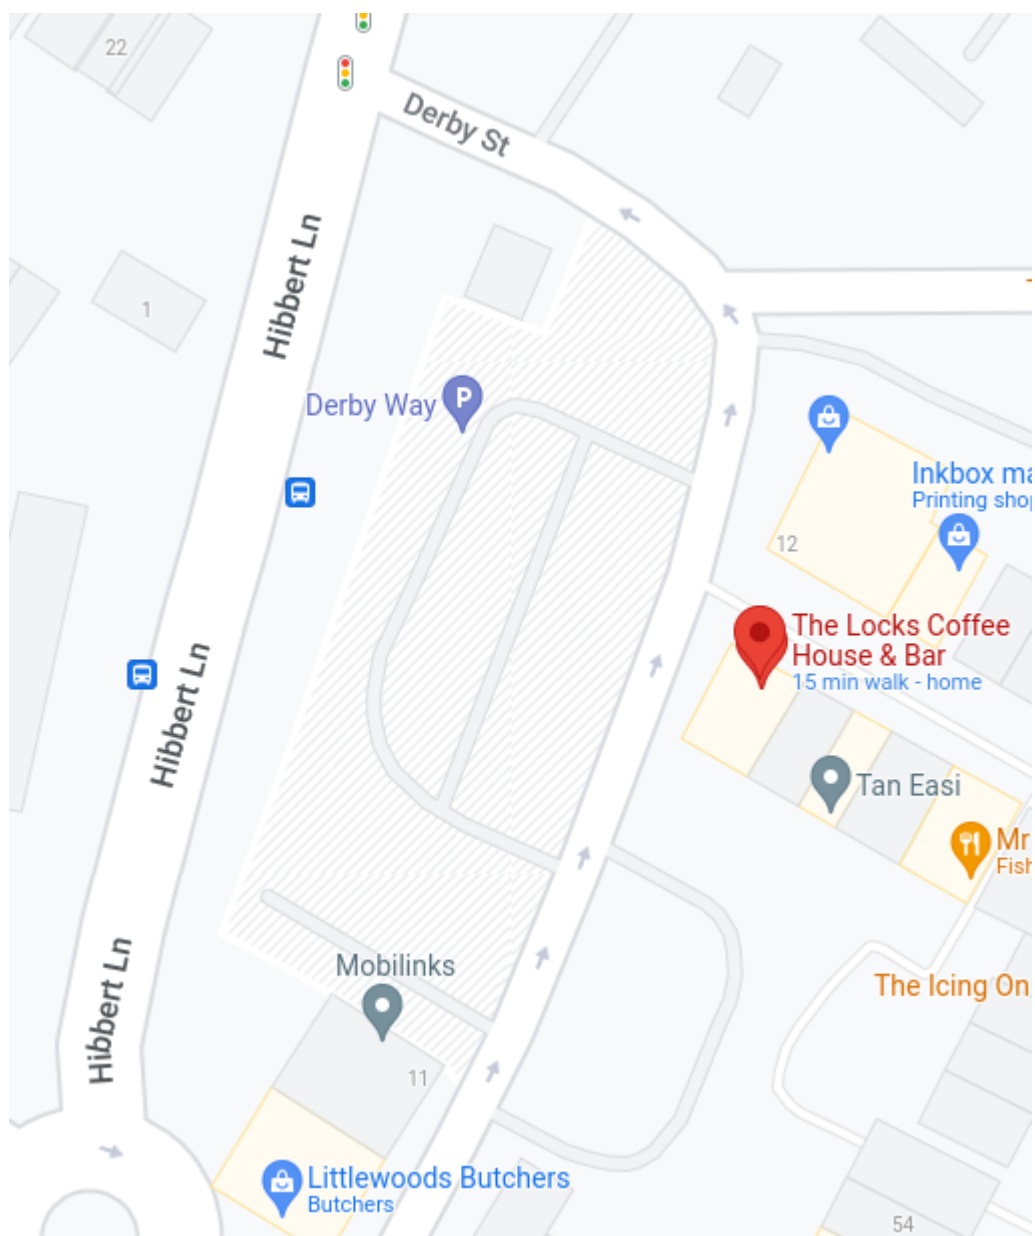 22
Derby St
Hibbert Ln
1
Derby Way
P
Inkbox ma
Printing shop
12
The Locks Coffee
House & Bar
15 min walk - home
Hibbert Ln
Tan Easi
Mr
Fish
Hibbert Ln
Mobilinks
The Icing On
11
Littlewoods Butchers
Butchers
54